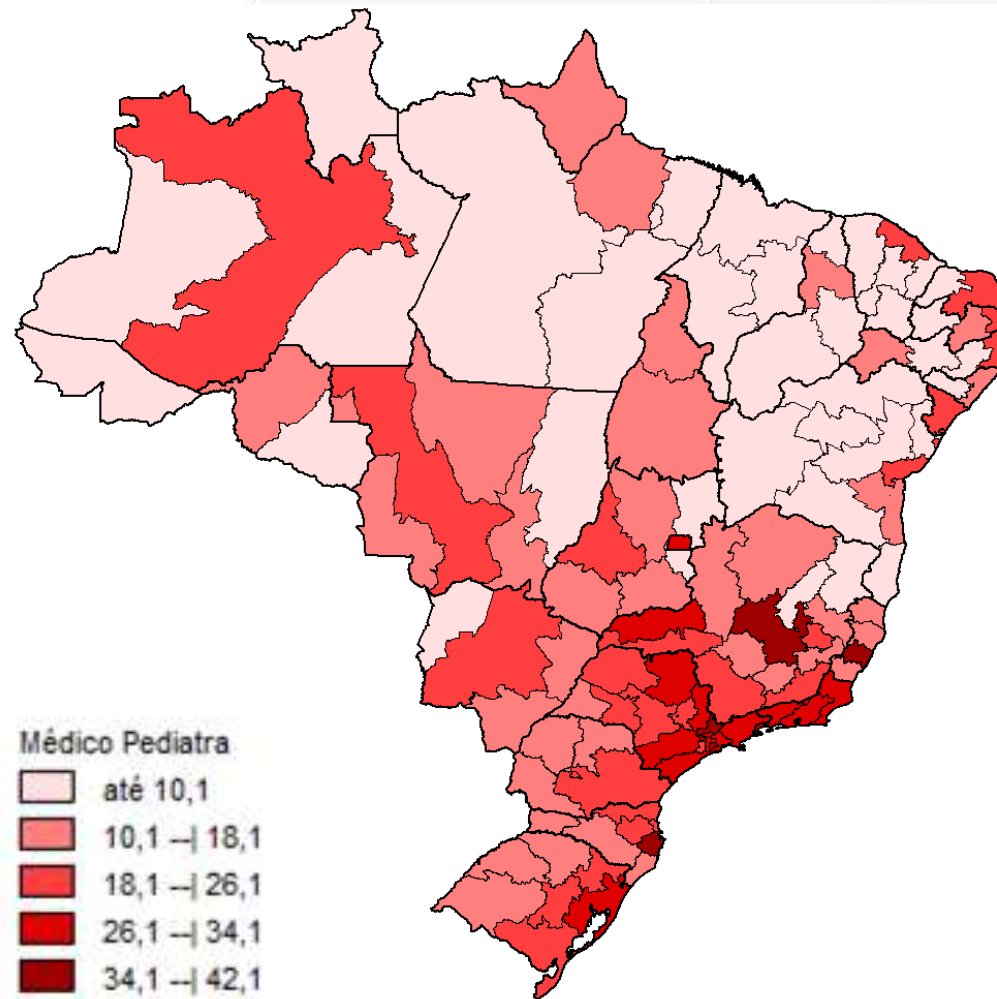 Médico Pediatra
até 10,1
10,1 --| 18,1
18,1 --| 26,1
26,1 --| 34,1
34,1 --| 42,1